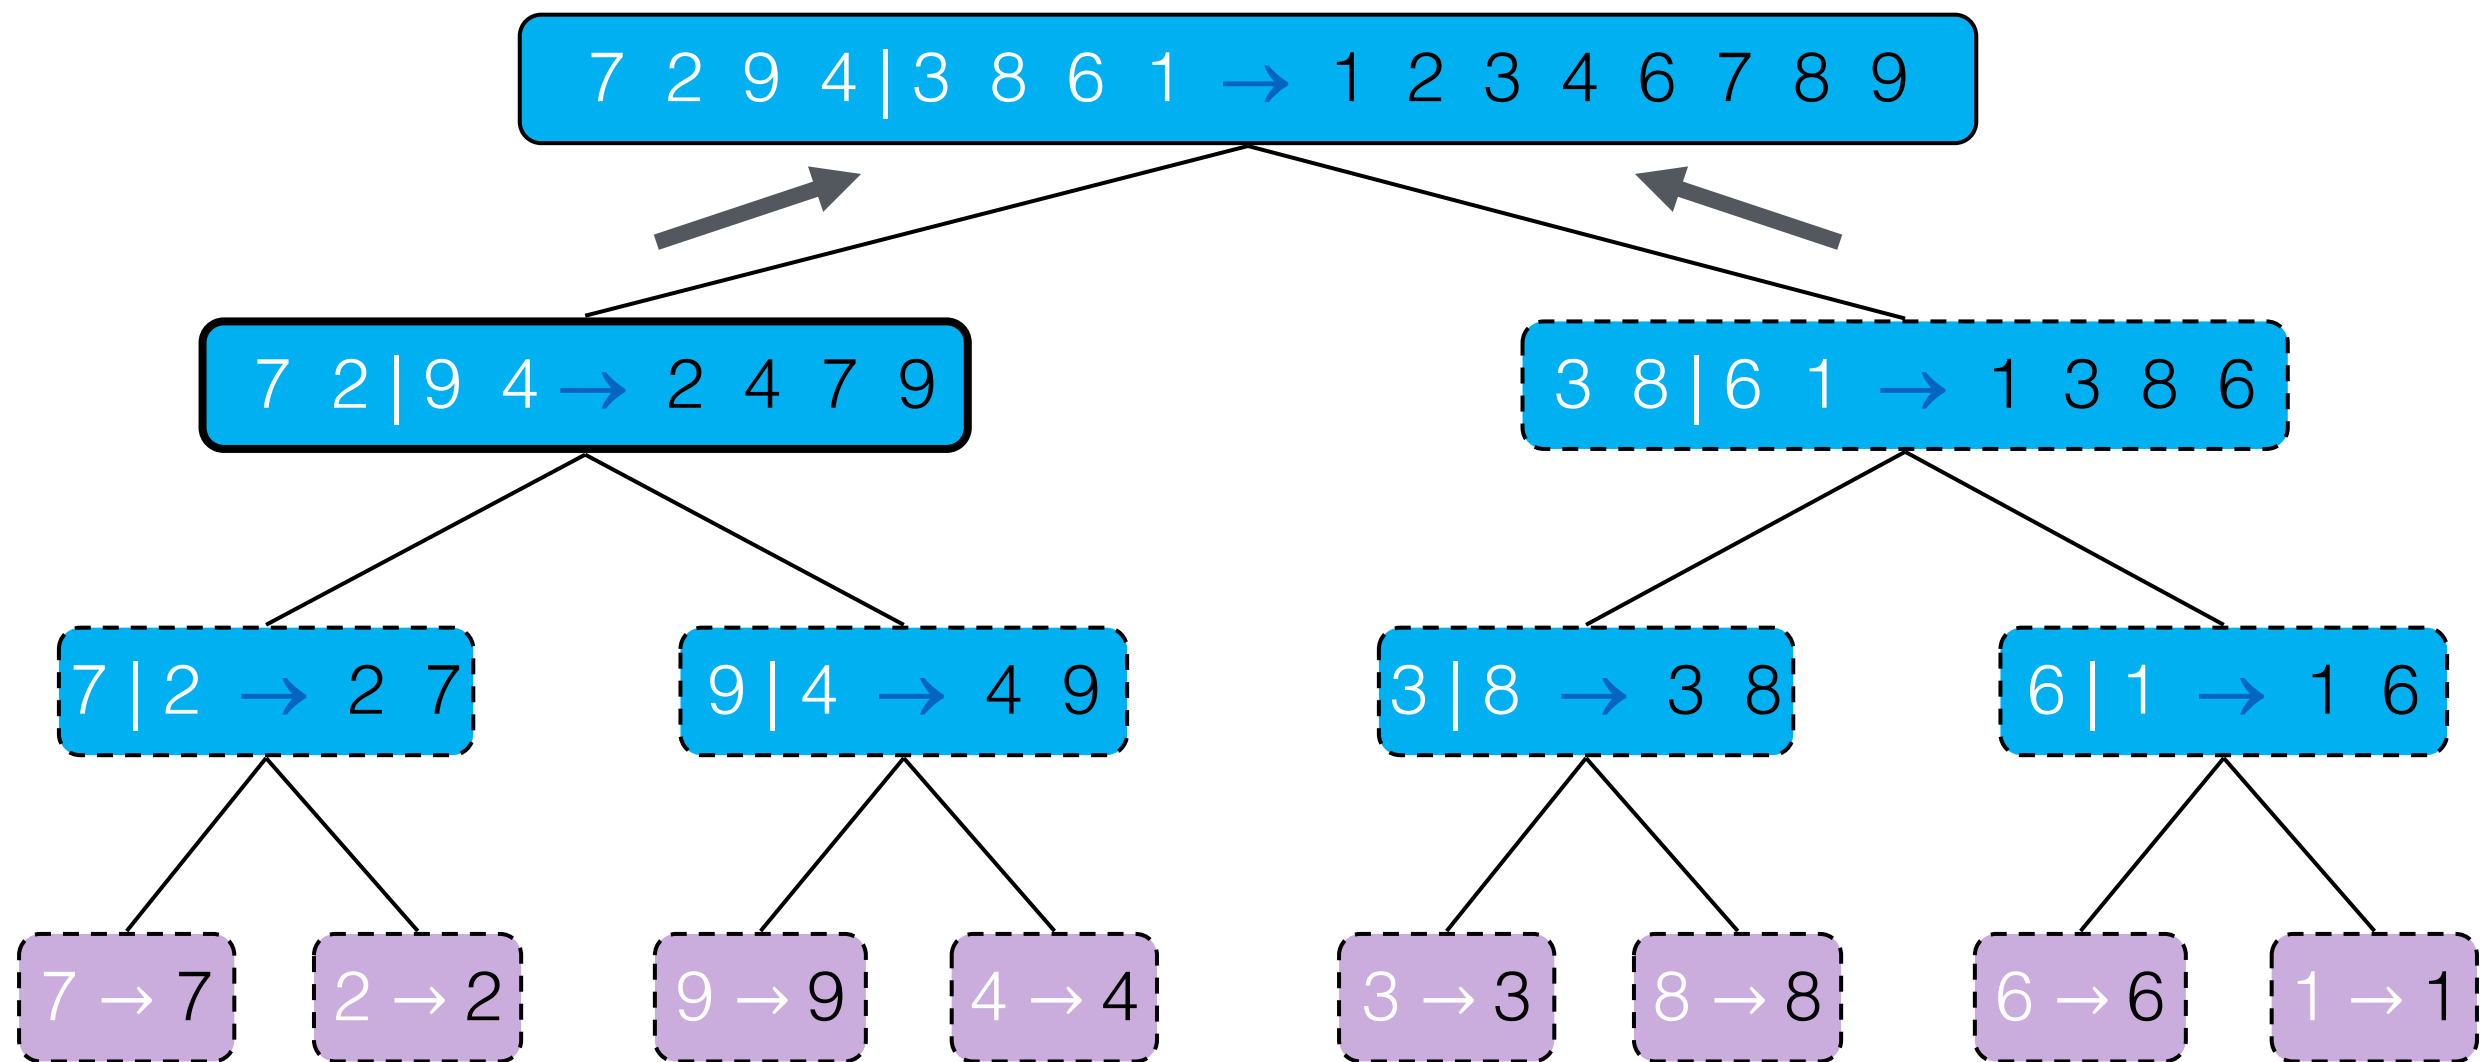 7 2 9 4|3 8 6 1 → 1 2 3 4 6 7 8 9
7 2|9 4 → 2 4 7 9
3 8|6 1 → 1 3 8 6
7|2 → 2 7
9|4 → 4 9
3|8 → 3 8
6|1 → 1 6
7 → 7
2 → 2
9 → 9
4 → 4
3 → 3
8 → 8
6 → 6
1 → 1